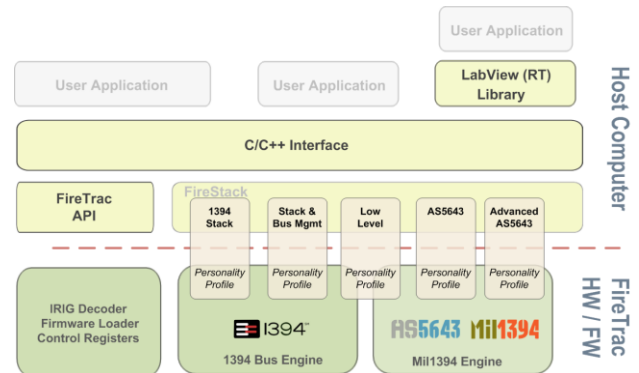 User Application
User Application
User Application
LabView (RT)
Library
Host Computer
C/C++ Interface
FireTrac
API
FireStack
1394
Stack
Stack &
Bus Mgmt
Low
Level
AS5643
Advanced
AS5643
Personality
Profile
Personality
Profile
Personality
Profile
Personality
Profile
Personality
Profile
IRIG Decoder
Firmware Loader
Control Registers
1394™
1394 Bus Engine
AS5643 Mil1394
Mil1394 Engine
FireTrac
HW / FW